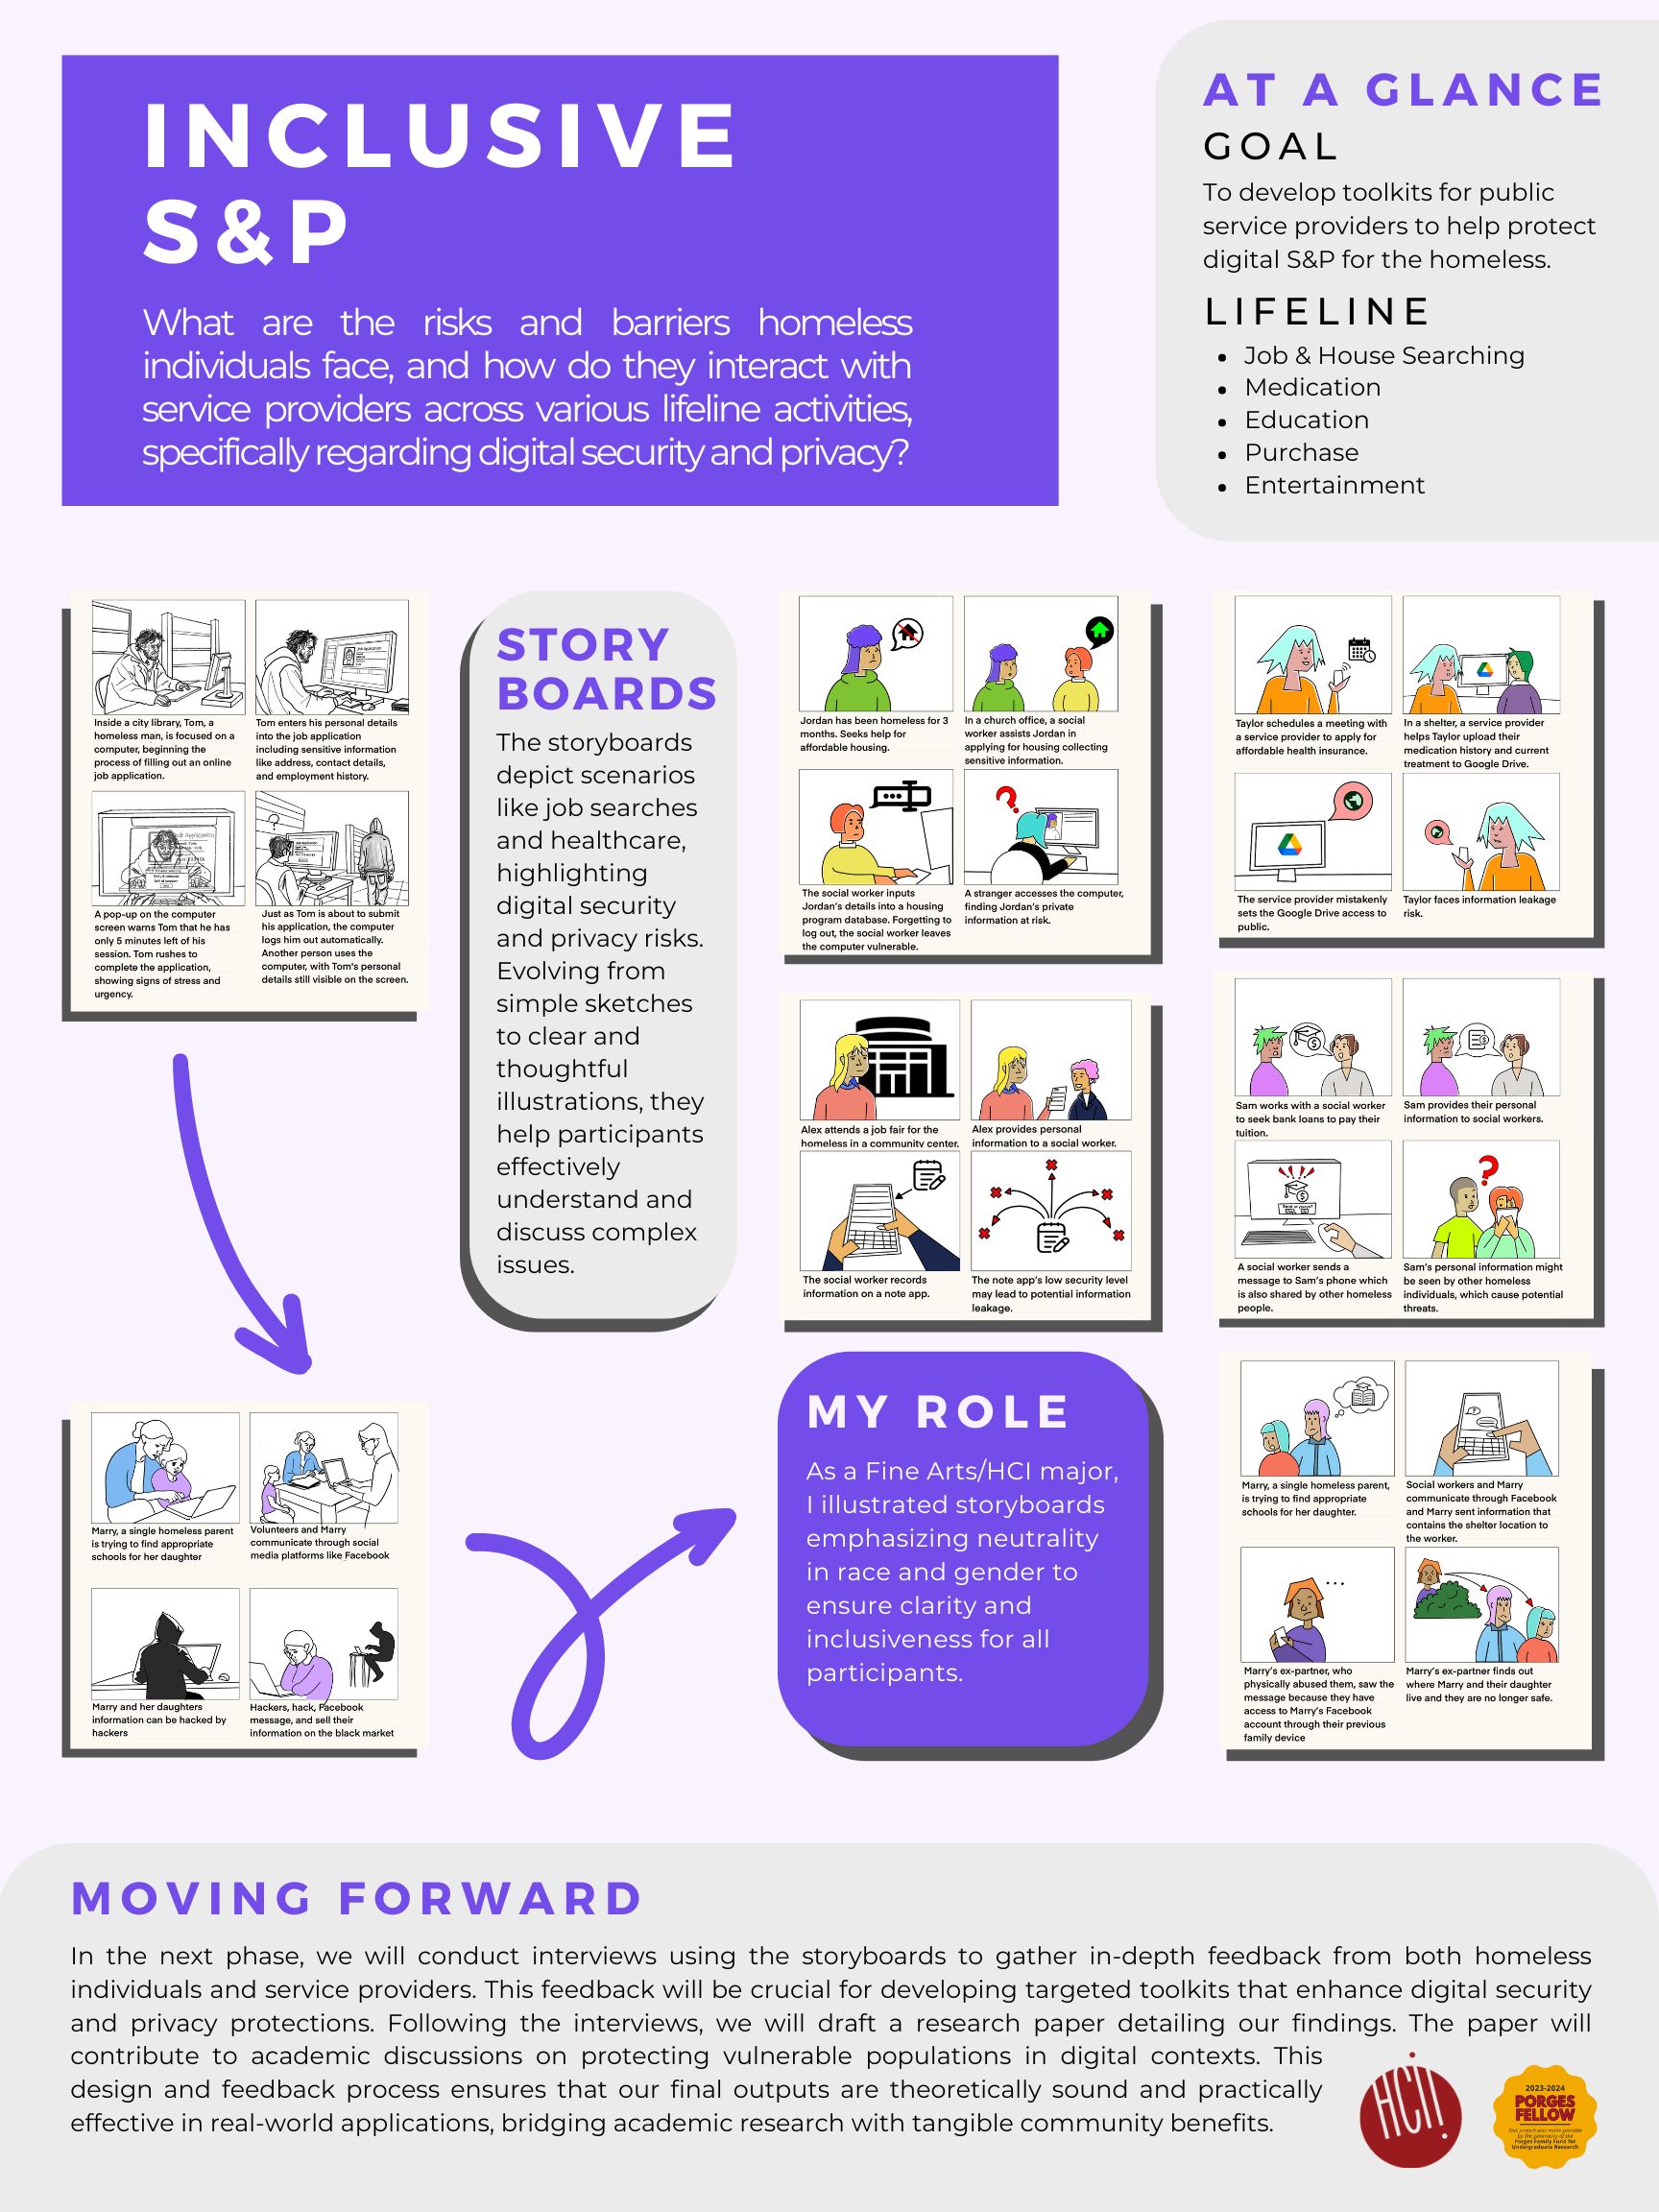 INCLUSIVE
S&P
What are the risks and barriers homeless
individuals face, and how do they interact with
service providers across various lifeline activities,
specifically regarding digital security and privacy?
AT A GLANCE
GOAL
To develop toolkits for public
service providers to help protect
digital S&P for the homeless.
LIFELINE
• Job & House Searching
• Medication
• Education
• Purchase
• Entertainment
Job Application
Inside a city library, Tom, a
homeless man, is focused on a
computer, beginning the
process of filling out an online
job application.
Tom enters his personal details
into the job application
including sensitive information
like address, contact details,
and employment history.
A pop-up on the computer
screen warns Tom that he has
only 5 minutes left of his
session. Tom rushes to
complete the application,
showing signs of stress and
urgency.
Just as Tom is about to submit
his application, the computer
logs him out automatically.
Another person uses the
computer, with Tom's personal
details still visible on the screen.
STORY
BOARDS
The storyboards
depict scenarios
like job searches
and healthcare,
highlighting
digital security
and privacy risks.
Evolving from
simple sketches
to clear and
thoughtful
illustrations, they
help participants
effectively
understand and
discuss complex
issues.
Jordan has been homeless for 3
months. Seeks help for
affordable housing.
In a church office, a social
worker assists Jordan in
applying for housing collecting
sensitive information.
The social worker inputs
Jordan's details into a housing
program database. Forgetting to
log out, the social worker leaves
the computer vulnerable.
A stranger accesses the computer,
finding Jordan's private
information at risk.
Taylor schedules a meeting with
a service provider to apply for
affordable health insurance.
In a shelter, a service provider
helps Taylor upload their
medication history and current
treatment to Google Drive.
The service provider mistakenly
sets the Google Drive access to
public.
Taylor faces information leakage
risk.
Alex attends a job fair for the
homeless in a community center.
Alex provides personal
information to a social worker.
The social worker records
information on a note app.
The note app's low security level
may lead to potential information
leakage.
Sam works with a social worker
to seek bank loans to pay their
tuition.
Sam provides their personal
information to social workers.
A social worker sends a
message to Sam's phone which
is also shared by other homeless
people.
Sam's personal information might
be seen by other homeless
individuals, which cause potential
threats.
Marry, a single homeless parent
is trying to find appropriate
schools for her daughter
Volunteers and Marry
communicate through social
media platforms like Facebook
Marry and her daughters
information can be hacked by
hackers
Hackers, hack, Facebook
message, and sell their
information on the black market
MY ROLE
As a Fine Arts/HCI major,
I illustrated storyboards
emphasizing neutrality
in race and gender to
ensure clarity and
inclusiveness for all
participants.
Marry, a single homeless parent,
is trying to find appropriate
schools for her daughter.
Social workers and Marry
communicate through Facebook
and Marry sent information that
contains the shelter location to
the worker.
Marry's ex-partner, who
physically abused them, saw the
message because they have
access to Marry's Facebook
account through their previous
family device
Marry's ex-partner finds out
where Marry and their daughter
live and they are no longer safe.
MOVING FORWARD
In the next phase, we will conduct interviews using the storyboards to gather in-depth feedback from both homeless
individuals and service providers. This feedback will be crucial for developing targeted toolkits that enhance digital security
and privacy protections. Following the interviews, we will draft a research paper detailing our findings. The paper will
contribute to academic discussions on protecting vulnerable populations in digital contexts. This
design and feedback process ensures that our final outputs are theoretically sound and practically
effective in real-world applications, bridging academic research with tangible community benefits.
HCII
2023-2024
PORGES
FELLOW
This project was made possible
by the generosity of the
Porges Family Fund for
Undergraduate Research